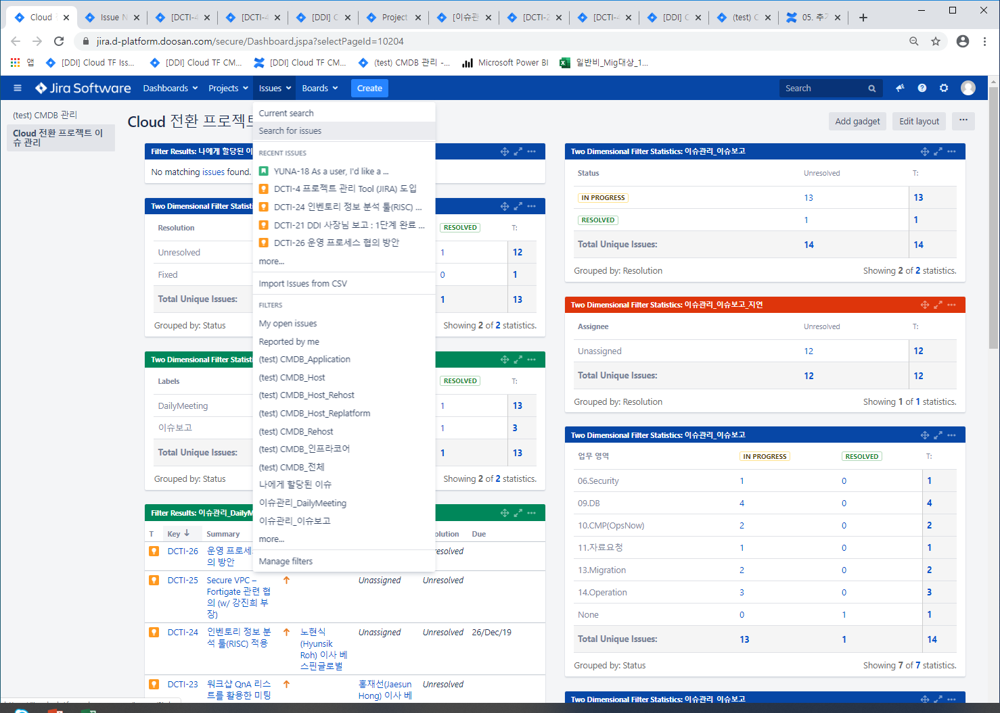 Cloud
Issue N
[DCTI-4
[DCTI-4
[DDI] C
Project
[이슈관
[DCTI-2
[DCTI-4
[DDI] C
(test) C
05. 추가
jira.d-platform.doosan.com/secure/Dashboard.jspa?selectPageId=10204
앱
[DDI] Cloud TF Iss...
[DDI] Cloud TF CM...
[DDI] Cloud TF CM...
(test) CMDB 관리 -...
Microsoft Power BI
일반비_Mig대상_1...
Jira Software
Dashboards
Projects
Issues
Boards
Create
Search
(test) CMDB 관리
Cloud 전환 프로젝트 이
슈 관리
Cloud 전환 프로젝트
Add gadget
Edit layout
Current search
Search for issues
RECENT ISSUES
YUNA-18 As a user, I'd like a ...
DCTI-4 프로젝트 관리 Tool (JIRA) 도입
DCTI-24 인벤토리 정보 분석 툴(RISC) ...
DCTI-21 DDI 사장님 보고 : 1단계 완료 ...
DCTI-26 운영 프로세스 협의 방안
more...
Import Issues from CSV
FILTERS
My open issues
Reported by me
(test) CMDB_Application
(test) CMDB_Host
(test) CMDB_Host_Rehost
(test) CMDB_Host_Replatform
(test) CMDB_Rehost
(test) CMDB_인프라코어
(test) CMDB_전체
나에게 할당된 이슈
이슈관리_DailyMeeting
이슈관리_이슈보고
more...
Manage filters
Filter Results: 나에게 할당된 이
No matching issues found.
Two Dimensional Filter Statisti
Resolution RESOLVED T:
Unresolved 1 12
Fixed 0 1
Total Unique Issues: 1 13
Grouped by: Status Showing 2 of 2 statistics.
Two Dimensional Filter Statisti
Labels RESOLVED T:
DailyMeeting 1 13
이슈보고 1 3
Total Unique Issues: 1 13
Grouped by: Status Showing 2 of 2 statistics.
Filter Results: 이슈관리_DailyM
T Key Summary olution Due
DCTI-26 운영 프로세 esolved
의 방안
DCTI-25 Secure VPC – Unassigned Unresolved
Fortigate 관련 협
의 (w/ 강진희 부
장)
DCTI-24 인벤토리 정보 분 노현식 Unassigned Unresolved 26/Dec/19
석 툴(RISC) 적용 (Hyunsik
Roh) 이사 베
스핀글로벌
DCTI-23 워크샵 QnA 리스 홍재선(Jaesun Unresolved
트를 활용한 미팅 Hong) 이사 베
Two Dimensional Filter Statistics: 이슈관리_이슈보고
Status Unresolved T:
IN PROGRESS 13 13
RESOLVED 1 1
Total Unique Issues: 14 14
Grouped by: Resolution Showing 2 of 2 statistics.
Two Dimensional Filter Statistics: 이슈관리_이슈보고_지연
Assignee Unresolved T:
Unassigned 12 12
Total Unique Issues: 12 12
Grouped by: Resolution Showing 1 of 1 statistics.
Two Dimensional Filter Statistics: 이슈관리_이슈보고
업무 영역 IN PROGRESS RESOLVED T:
06.Security 1 0 1
09.DB 4 0 4
10.CMP(OpsNow) 2 0 2
11.자료요청 1 0 1
13.Migration 2 0 2
14.Operation 3 0 3
None 0 1 1
Total Unique Issues: 13 1 14
Grouped by: Status Showing 7 of 7 statistics.
Two Dimensional Filter Statistics: 이슈관리_이슈보고